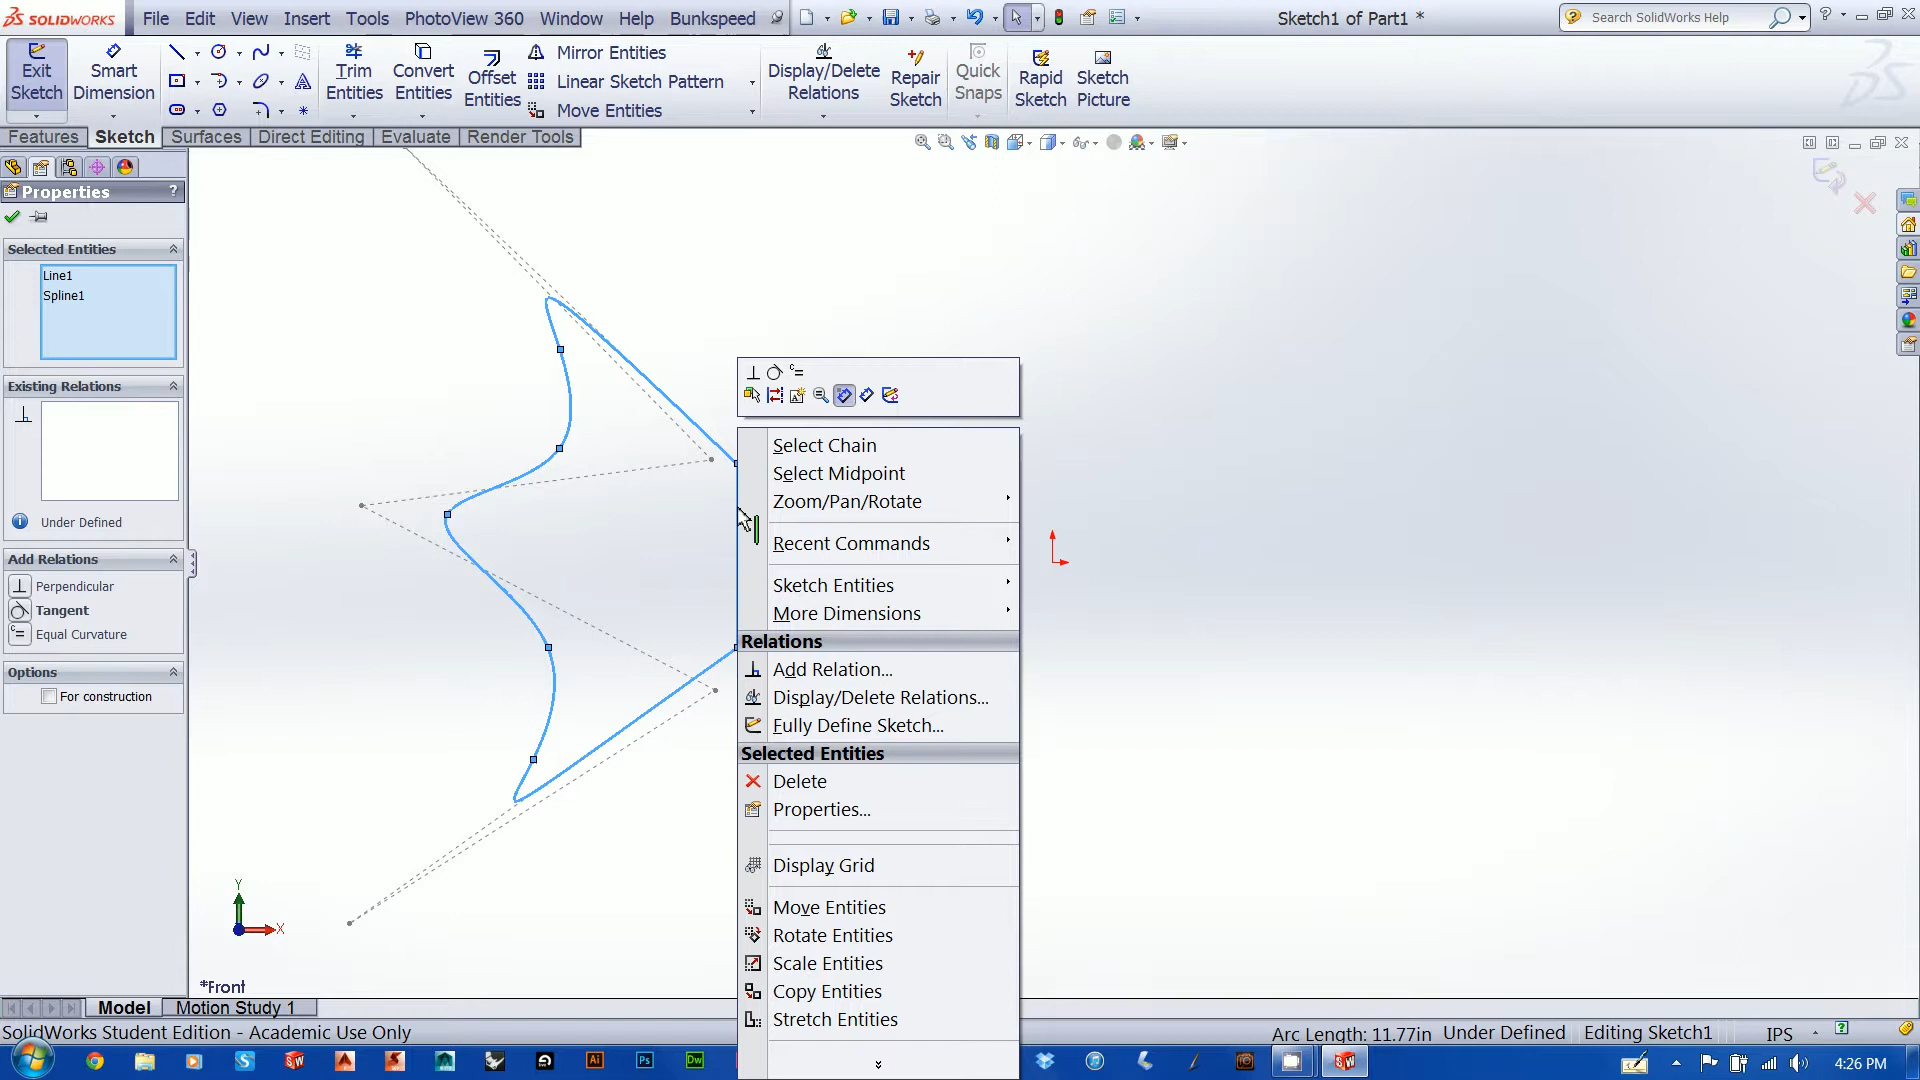 SOLIDWORKS File Edit View Insert Tools PhotoView 360 Window Help Bunkspeed Sketch1 of Part1 * Search SolidWorks Help
Exit Sketch
Smart Dimension
Trim Entities
Convert Entities
Offset Entities
Mirror Entities
Linear Sketch Pattern
Move Entities
Display/Delete Relations
Repair Sketch
Quick Snaps
Rapid Sketch
Sketch Picture
Features Sketch Surfaces Direct Editing Evaluate Render Tools
Properties ?
Selected Entities
Line1
Spline1
Existing Relations
Under Defined
Add Relations
Perpendicular
Tangent
Equal Curvature
Options
For construction
Select Chain
Select Midpoint
Zoom/Pan/Rotate
Recent Commands
Sketch Entities
More Dimensions
Relations
Add Relation...
Display/Delete Relations...
Fully Define Sketch...
Selected Entities
Delete
Properties...
Display Grid
Move Entities
Rotate Entities
Scale Entities
Copy Entities
Stretch Entities
Y
X
*Front
Model Motion Study 1
SolidWorks Student Edition - Academic Use Only Arc Length: 11.77in Under Defined Editing Sketch1 IPS
Ai Ps Dw 4:26 PM